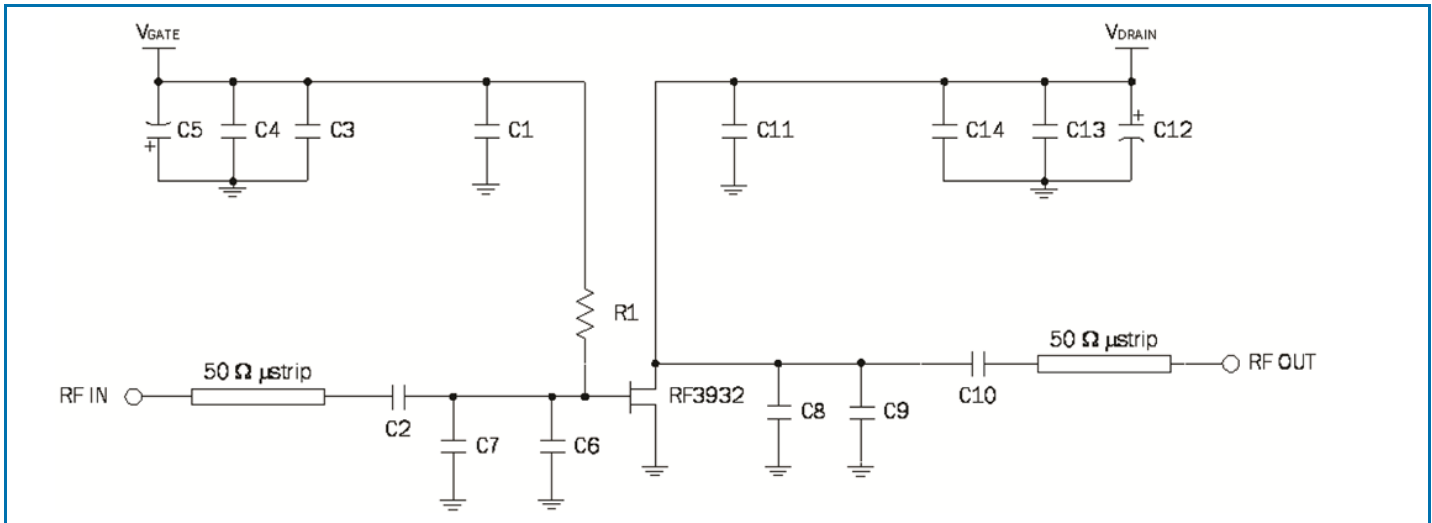 VGATE
VDRAIN
C5
+
C4
C3
C1
C11
C14
C13
+
C12
R1
50 Ω μstrip
50 Ω μstrip
RF IN
C2
RF3932
C10
RF OUT
C7
C6
C8
C9